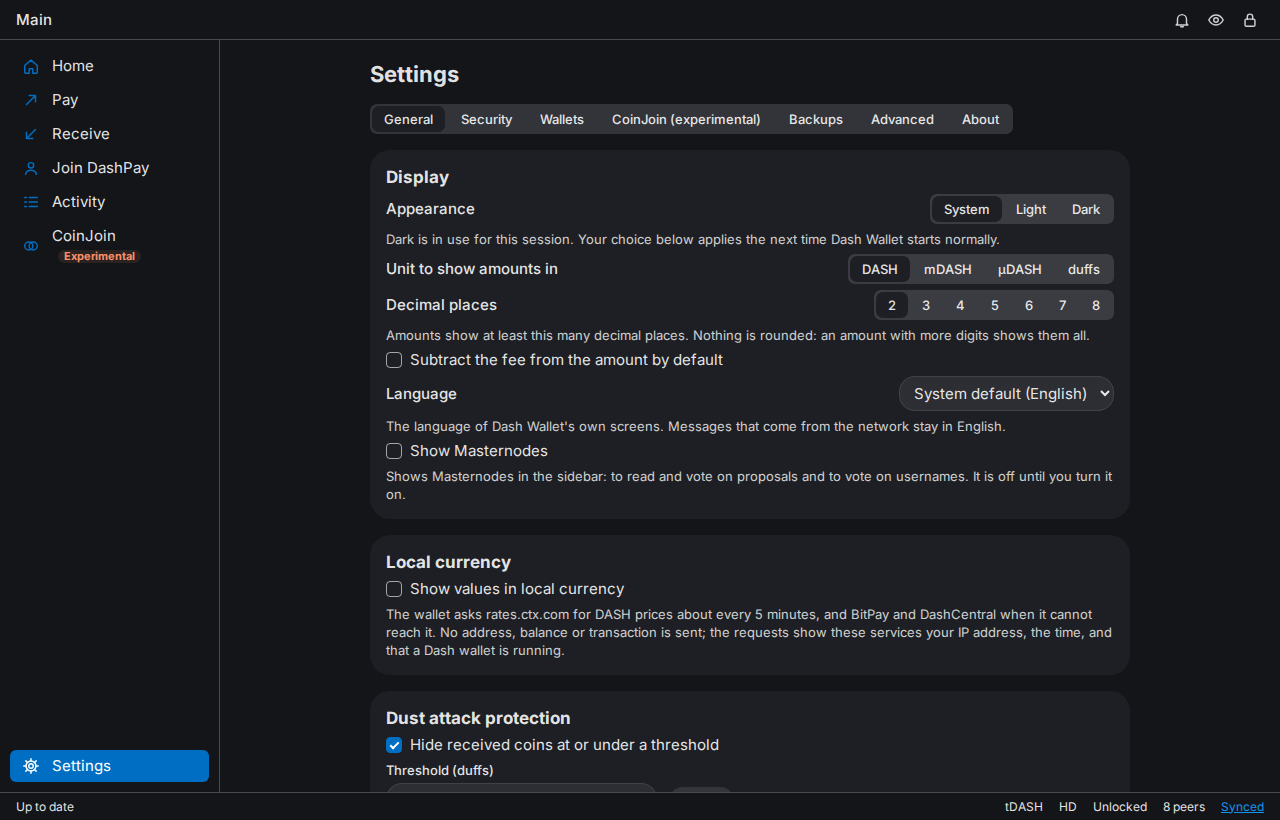 Main
Home
Pay
Receive
Join DashPay
Activity
CoinJoin
Experimental
Settings
Settings
General Security Wallets CoinJoin (experimental) Backups Advanced About
Display
Appearance System Light Dark
Dark is in use for this session. Your choice below applies the next time Dash Wallet starts normally.
Unit to show amounts in DASH mDASH µDASH duffs
Decimal places 2 3 4 5 6 7 8
Amounts show at least this many decimal places. Nothing is rounded: an amount with more digits shows them all.
Subtract the fee from the amount by default
Language System default (English)
The language of Dash Wallet's own screens. Messages that come from the network stay in English.
Show Masternodes
Shows Masternodes in the sidebar: to read and vote on proposals and to vote on usernames. It is off until you turn it
on.
Local currency
Show values in local currency
The wallet asks rates.ctx.com for DASH prices about every 5 minutes, and BitPay and DashCentral when it cannot
reach it. No address, balance or transaction is sent; the requests show these services your IP address, the time, and
that a Dash wallet is running.
Dust attack protection
Hide received coins at or under a threshold
Threshold (duffs)
Up to date tDASH HD Unlocked 8 peers Synced